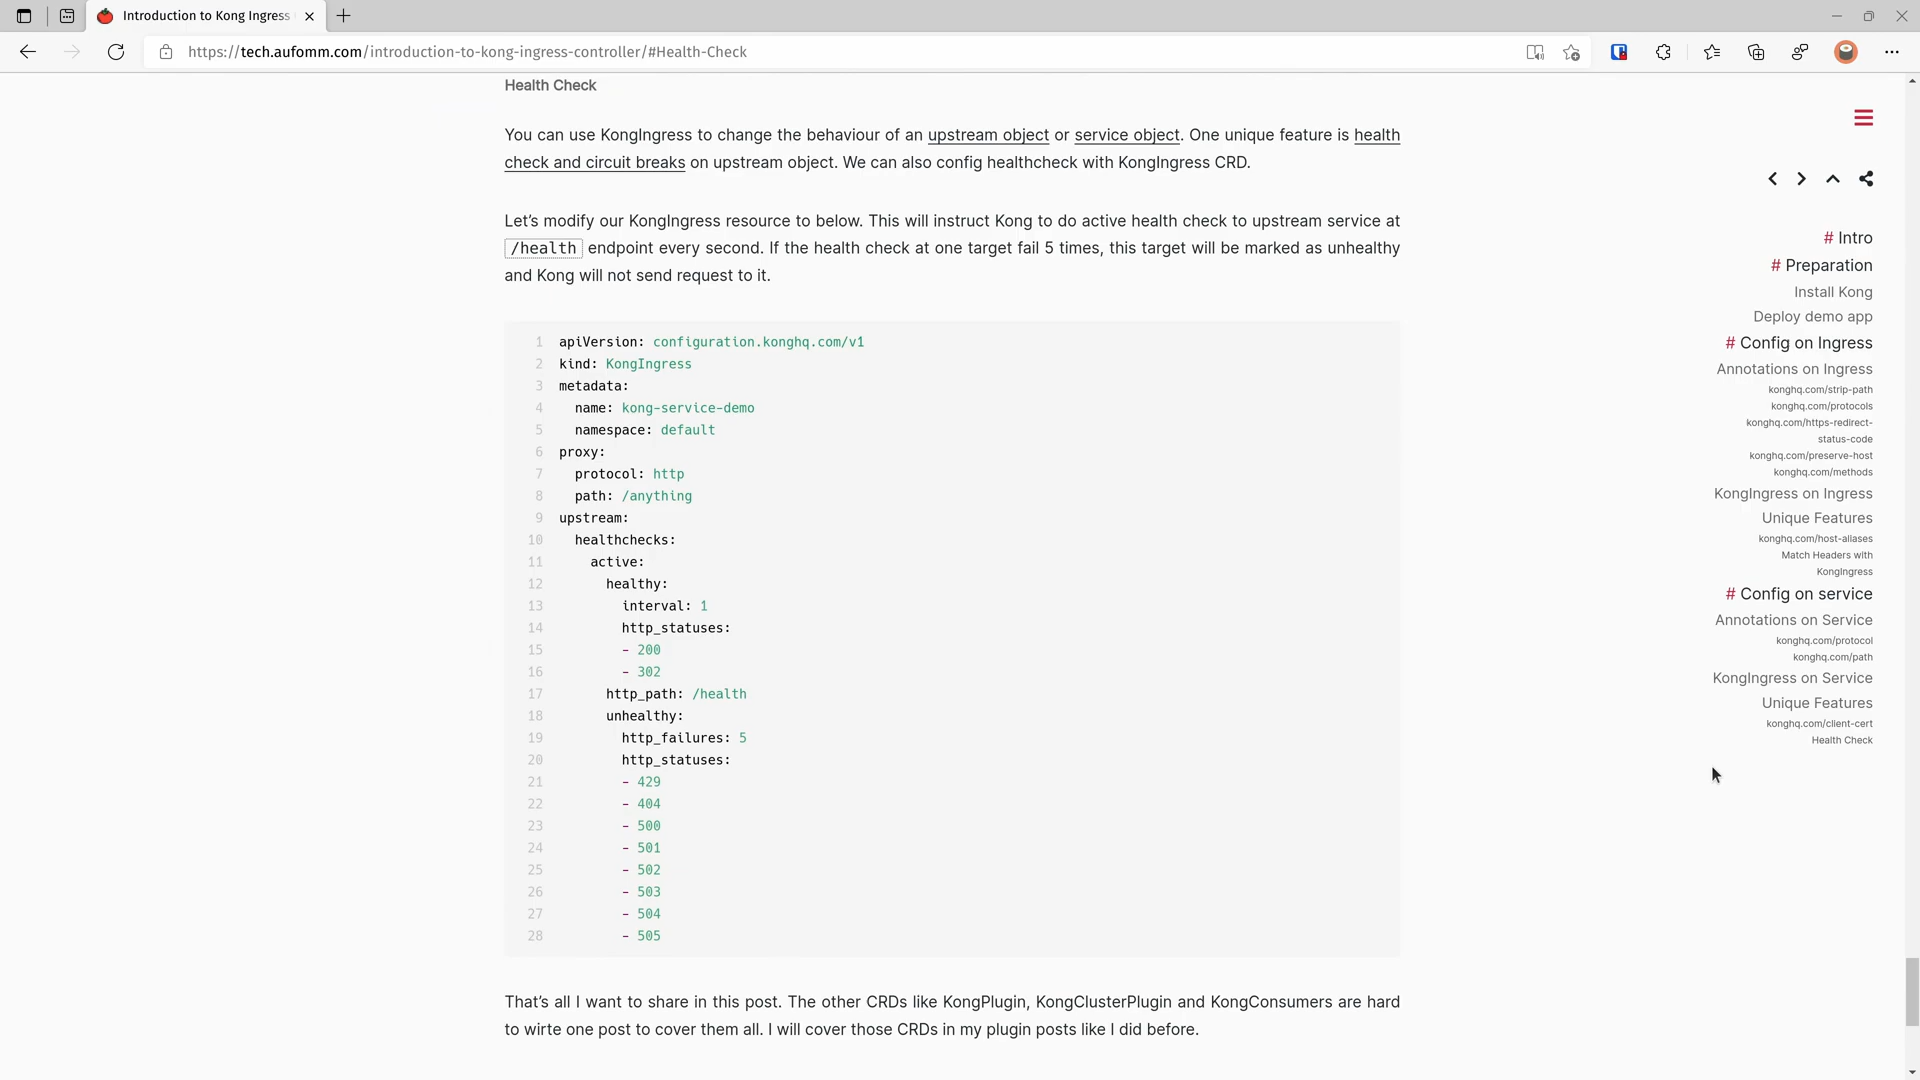 Introduction to Kong Ingress
https://tech.aufomm.com/introduction-to-kong-ingress-controller/#Health-Check
Health Check
You can use KongIngress to change the behaviour of an upstream object or service object. One unique feature is health
check and circuit breaks on upstream object. We can also config healthcheck with KongIngress CRD.
Let’s modify our KongIngress resource to below. This will instruct Kong to do active health check to upstream service at
/health endpoint every second. If the health check at one target fail 5 times, this target will be marked as unhealthy
and Kong will not send request to it.
1 apiVersion: configuration.konghq.com/v1
2 kind: KongIngress
3 metadata:
4 name: kong-service-demo
5 namespace: default
6 proxy:
7 protocol: http
8 path: /anything
9 upstream:
10 healthchecks:
11 active:
12 healthy:
13 interval: 1
14 http_statuses:
15 - 200
16 - 302
17 http_path: /health
18 unhealthy:
19 http_failures: 5
20 http_statuses:
21 - 429
22 - 404
23 - 500
24 - 501
25 - 502
26 - 503
27 - 504
28 - 505
That’s all I want to share in this post. The other CRDs like KongPlugin, KongClusterPlugin and KongConsumers are hard
to wirte one post to cover them all. I will cover those CRDs in my plugin posts like I did before.
# Intro
# Preparation
Install Kong
Deploy demo app
# Config on Ingress
Annotations on Ingress
konghq.com/strip-path
konghq.com/protocols
konghq.com/https-redirect-
status-code
konghq.com/preserve-host
konghq.com/methods
KongIngress on Ingress
Unique Features
konghq.com/host-aliases
Match Headers with
KongIngress
# Config on service
Annotations on Service
konghq.com/protocol
konghq.com/path
KongIngress on Service
Unique Features
konghq.com/client-cert
Health Check